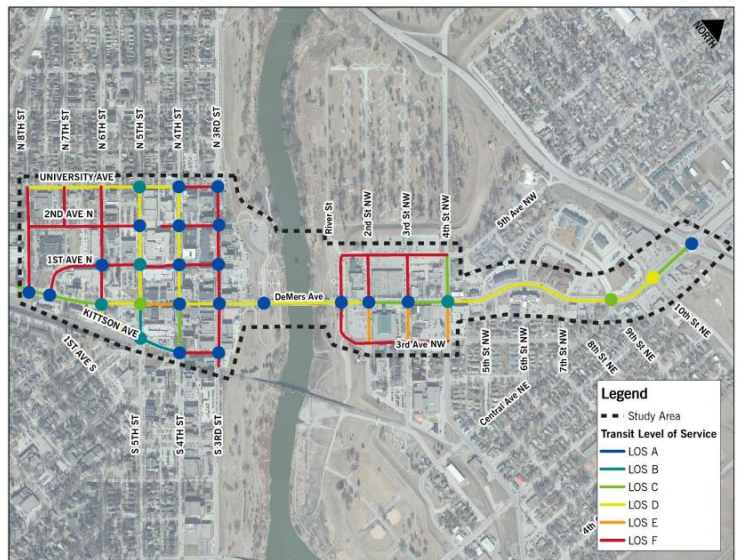 NORTH
N 8TH ST
N 7TH ST
N 6TH ST
N 5TH ST
N 4TH ST
N 3RD ST
UNIVERSITY AVE
2ND AVE N
1ST AVE N
KITTSON AVE
1ST AVE S
S 5TH ST
S 4TH ST
S 3RD ST
DeMers Ave
River St
2nd St NW
3rd St NW
4th St NW
5th Ave NW
3rd Ave NW
5th St NW
6th St NW
7th St NW
8th St NE
9th St NE
10th St NE
Central Ave NE
4th S
Legend
Study Area
Transit Level of Service
LOS A
LOS B
LOS C
LOS D
LOS E
LOS F